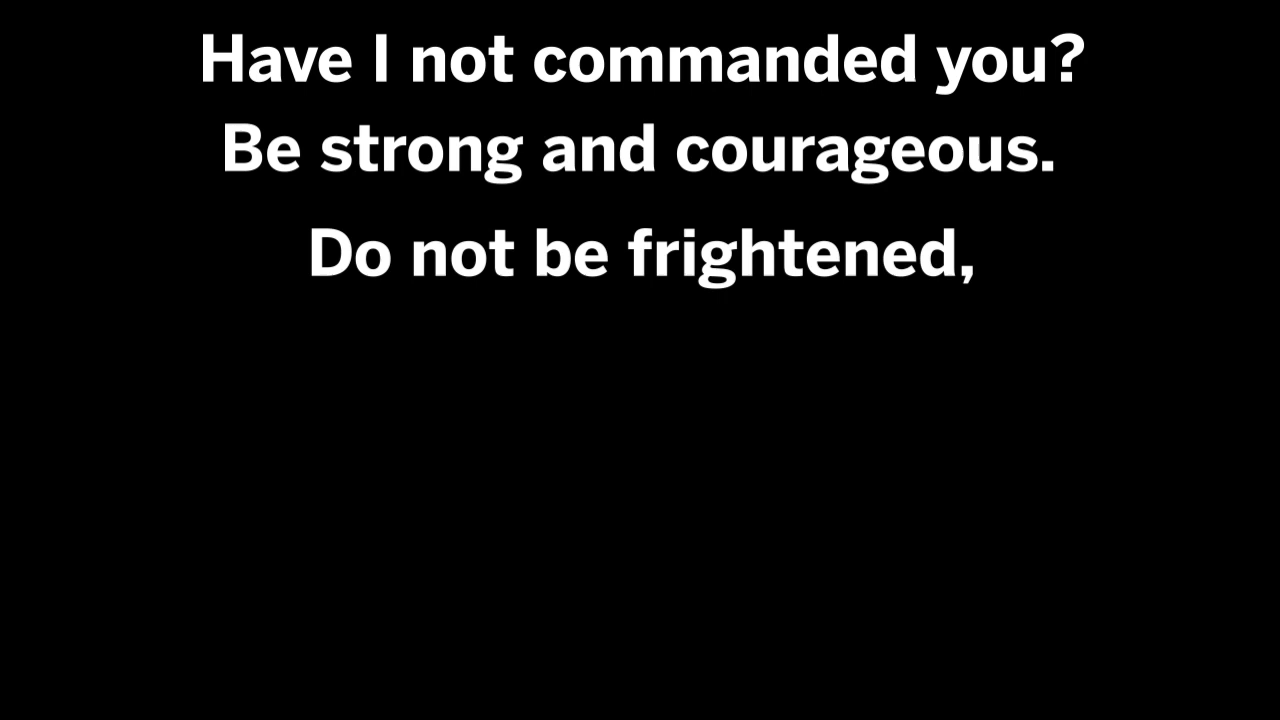 Have I not commanded you?
Be strong and courageous.
Do not be frightened,